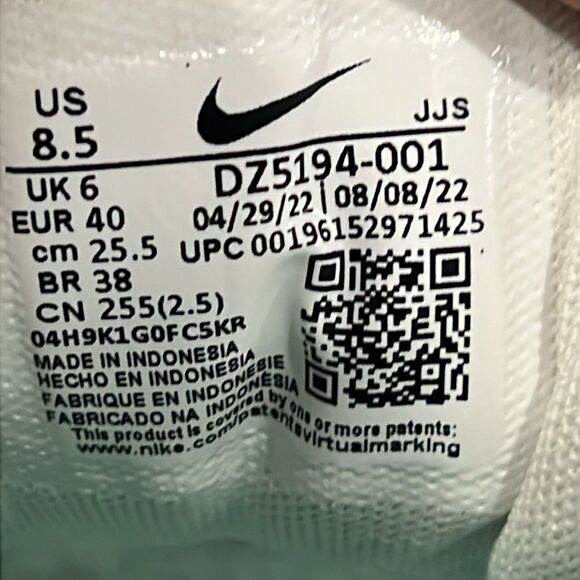 US
8.5
JJS
UK 6
DZ5194-001
EUR 40
04/29/22 | 08/08/22
cm 25.5
UPC 00196152971425
BR 38
CN 255(2.5)
04H9K1G0FC5KR
MADE IN INDONESIA
HECHO EN INDONESIA
FABRIQUE EN INDONESIE
FABRICADO NA INDONESIA
This product is covered by one or more patents:
www.nike.com/patentsvirtualmarking